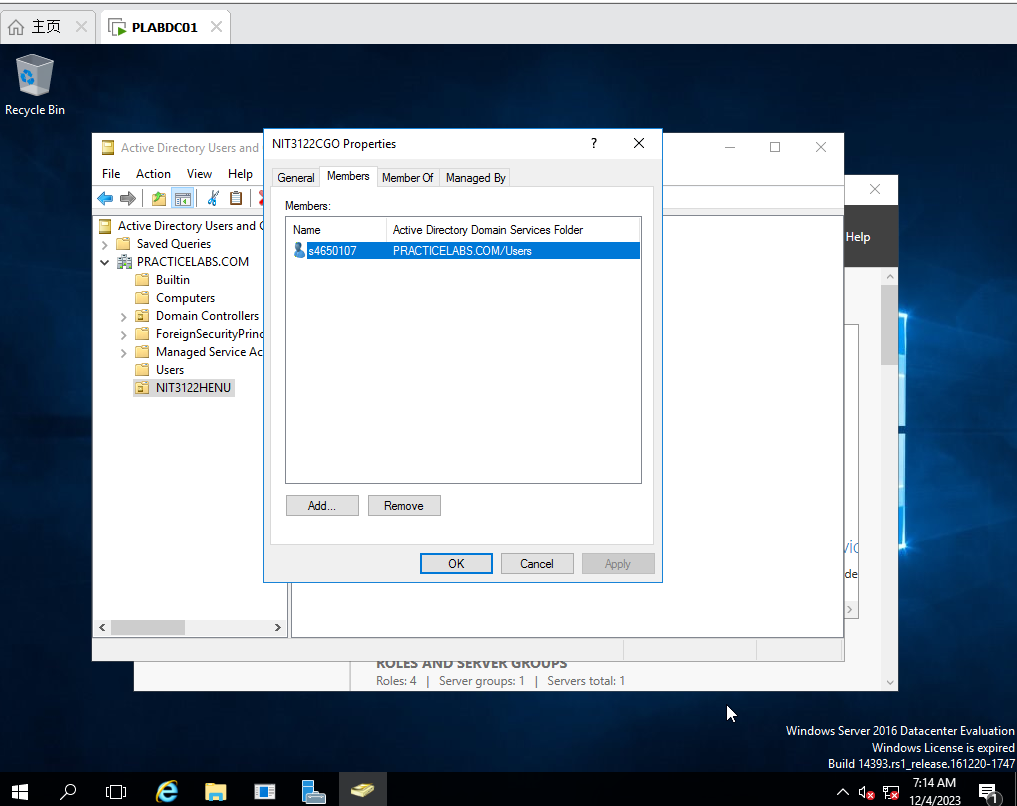 主页
PLABDC01
Recycle Bin
Active Directory Users and
NIT3122CGO Properties
?
File Action View Help
General Members Member Of Managed By
Members:
Name Active Directory Domain Services Folder
s4650107 PRACTICELABS.COM/Users
Add... Remove
OK Cancel Apply
Active Directory Users and C
Saved Queries
PRACTICELABS.COM
Builtin
Computers
Domain Controllers
ForeignSecurityPrinc
Managed Service Ac
Users
NIT3122HENU
Help
vic
de
ROLES AND SERVER GROUPS
Roles: 4 | Server groups: 1 | Servers total: 1
Windows Server 2016 Datacenter Evaluation
Windows License is expired
Build 14393.rs1_release.161220-1747
7:14 AM
12/4/2023
1